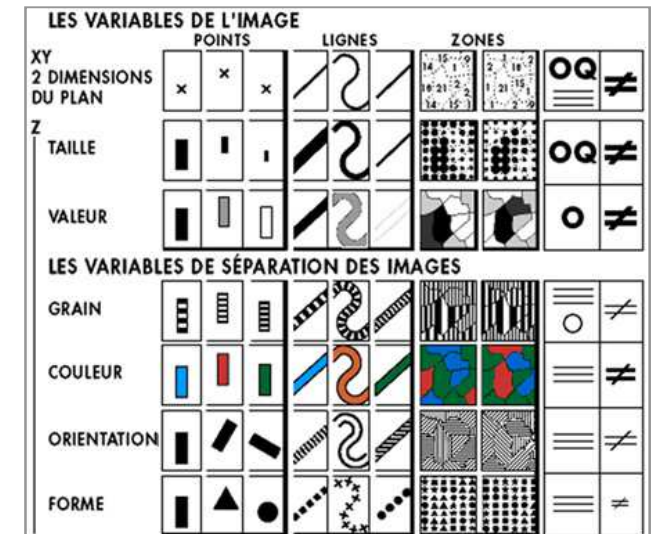 LES VARIABLES DE L'IMAGE
POINTS LIGNES ZONES
XY
2 DIMENSIONS
DU PLAN
OQ ≠
Z
TAILLE
OQ ≠
VALEUR
O ≠
LES VARIABLES DE SÉPARATION DES IMAGES
GRAIN
O ≠
COULEUR
≠
ORIENTATION
≠
FORME
≠